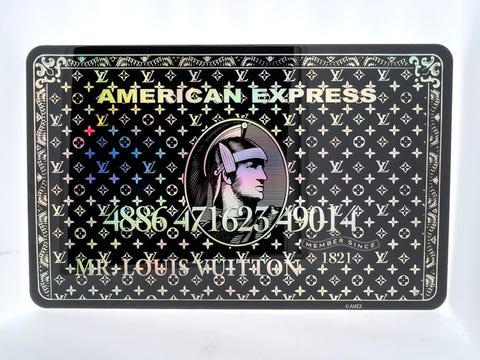 AMERICAN EXPRESS
4886 471623 49014
MEMBER SINCE
1821
MR. LOUIS VUITTON
© AMEX